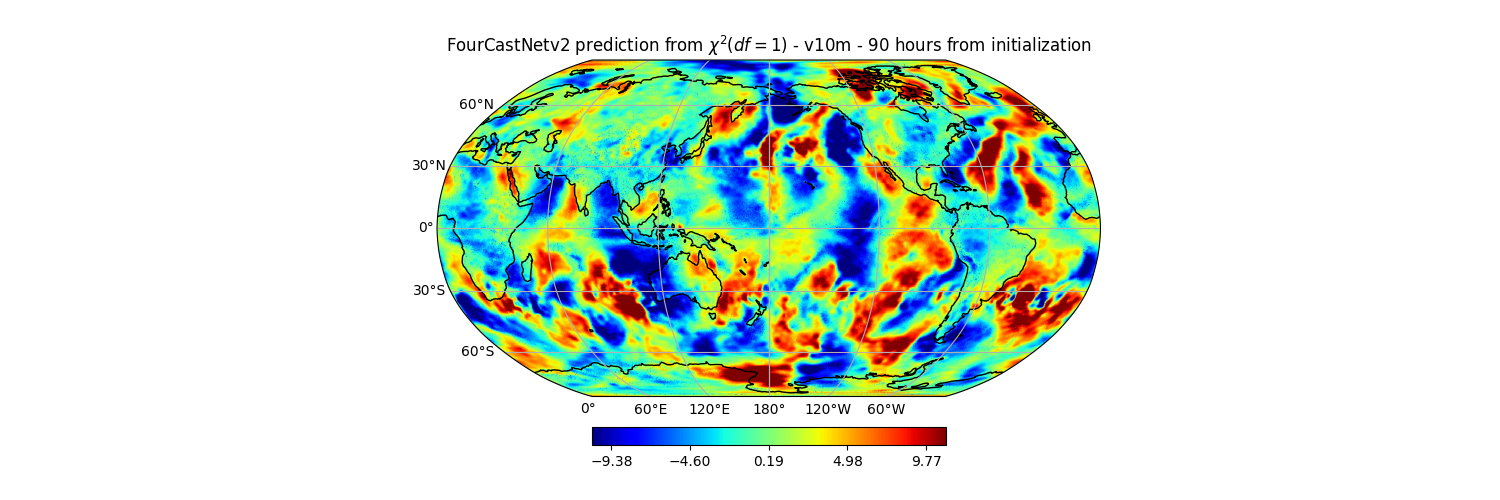 FourCastNetv2 prediction from χ²(df = 1) - v10m - 90 hours from initialization
60°N
30°N
0°
30°S
60°S
0° 60°E 120°E 180° 120°W 60°W
−9.38 −4.60 0.19 4.98 9.77